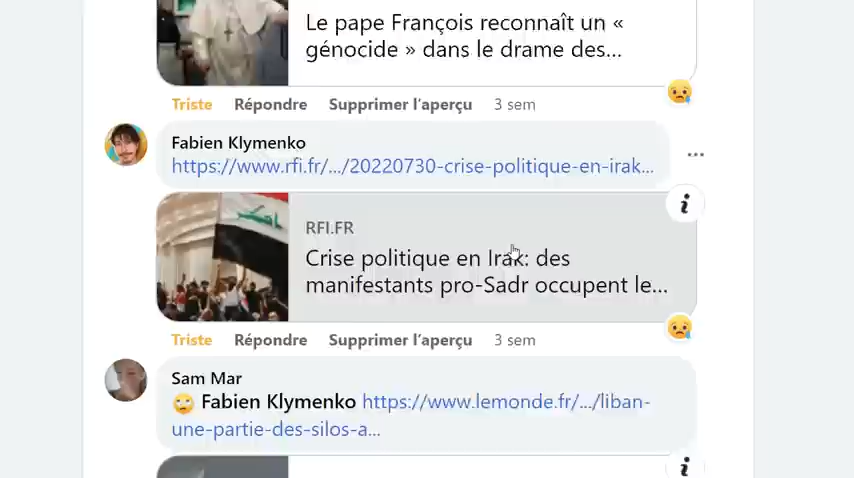 Le pape François reconnaît un «
génocide » dans le drame des...
Triste Répondre Supprimer l'aperçu 3 sem
Fabien Klymenko
https://www.rfi.fr/.../20220730-crise-politique-en-irak...
RFI.FR
Crise politique en Irak: des
manifestants pro-Sadr occupent le...
Triste Répondre Supprimer l'aperçu 3 sem
Sam Mar
🙄 Fabien Klymenko https://www.lemonde.fr/.../liban-
une-partie-des-silos-a...